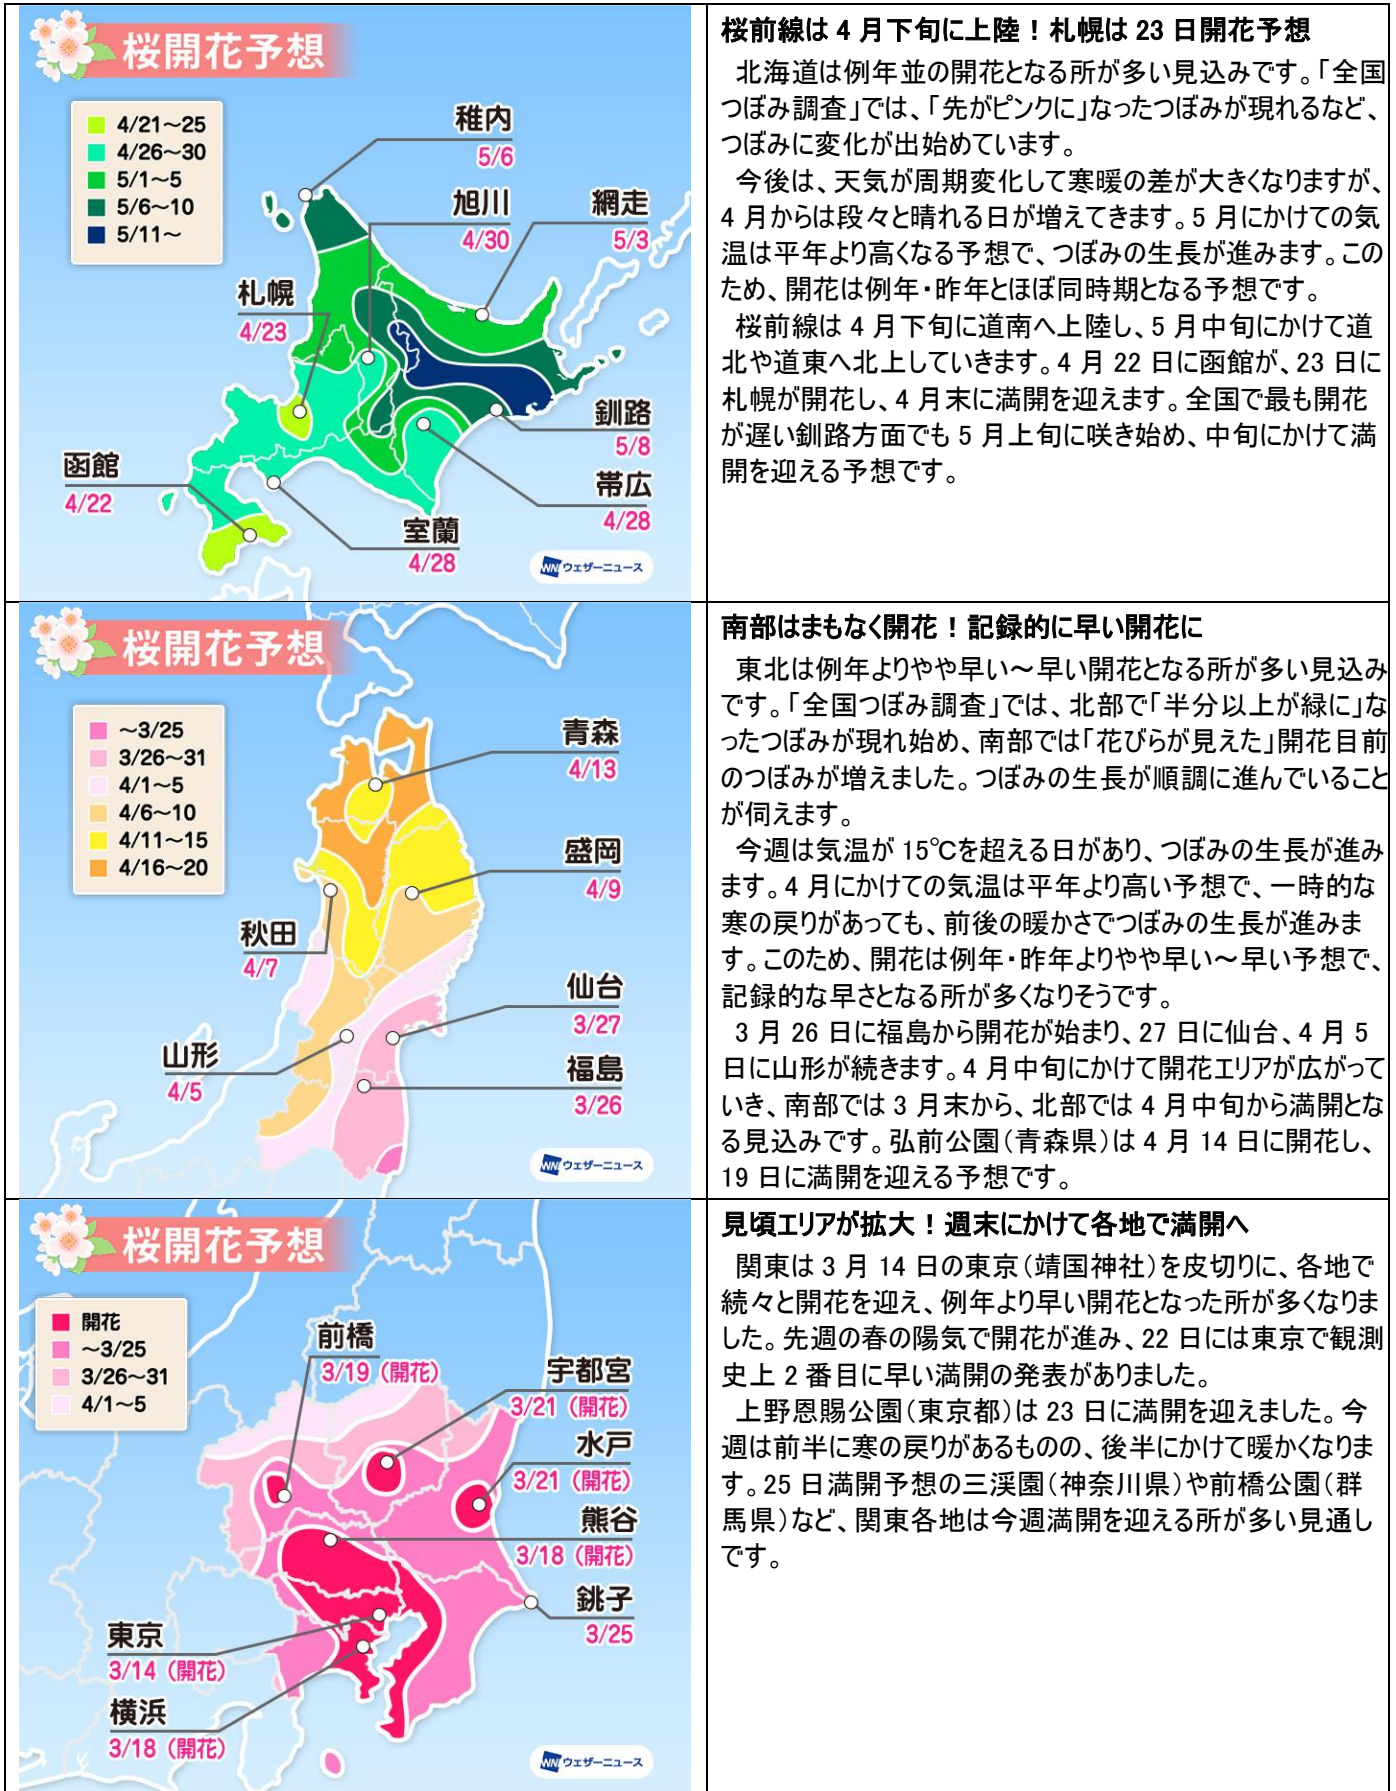 桜開花予想
4/21～25
4/26～30
5/1～5
5/6～10
5/11～
稚内
5/6
旭川
4/30
網走
5/3
札幌
4/23
釧路
5/8
函館
4/22
帯広
4/28
室蘭
4/28
WNI ウェザーニュース
桜前線は 4 月下旬に上陸！札幌は 23 日開花予想
北海道は例年並の開花となる所が多い見込みです。「全国
つぼみ調査」では、「先がピンクに」なったつぼみが現れるなど、
つぼみに変化が出始めています。
今後は、天気が周期変化して寒暖の差が大きくなりますが、
4 月からは段々と晴れる日が増えてきます。5 月にかけての気
温は平年より高くなる予想で、つぼみの生長が進みます。この
ため、開花は例年・昨年とほぼ同時期となる予想です。
桜前線は 4 月下旬に道南へ上陸し、5 月中旬にかけて道
北や道東へ北上していきます。4 月 22 日に函館が、23 日に
札幌が開花し、4 月末に満開を迎えます。全国で最も開花
が遅い釧路方面でも 5 月上旬に咲き始め、中旬にかけて満
開を迎える予想です。
桜開花予想
～3/25
3/26～31
4/1～5
4/6～10
4/11～15
4/16～20
青森
4/13
盛岡
4/9
秋田
4/7
仙台
3/27
山形
4/5
福島
3/26
WNI ウェザーニュース
南部はまもなく開花！記録的に早い開花に
東北は例年よりやや早い～早い開花となる所が多い見込み
です。「全国つぼみ調査」では、北部で「半分以上が緑に」な
ったつぼみが現れ始め、南部では「花びらが見えた」開花目前
のつぼみが増えました。つぼみの生長が順調に進んでいること
が伺えます。
今週は気温が 15℃を超える日があり、つぼみの生長が進み
ます。4 月にかけての気温は平年より高い予想で、一時的な
寒の戻りがあっても、前後の暖かさでつぼみの生長が進みま
す。このため、開花は例年・昨年よりやや早い～早い予想で、
記録的な早さとなる所が多くなりそうです。
3 月 26 日に福島から開花が始まり、27 日に仙台、4 月 5
日に山形が続きます。4 月中旬にかけて開花エリアが広がって
いき、南部では 3 月末から、北部では 4 月中旬から満開とな
る見込みです。弘前公園（青森県）は 4 月 14 日に開花し、
19 日に満開を迎える予想です。
桜開花予想
開花
～3/25
3/26～31
4/1～5
前橋
3/19（開花）
宇都宮
3/21（開花）
水戸
3/21（開花）
熊谷
3/18（開花）
銚子
3/25
東京
3/14（開花）
横浜
3/18（開花）
WNI ウェザーニュース
見頃エリアが拡大！週末にかけて各地で満開へ
関東は 3 月 14 日の東京（靖国神社）を皮切りに、各地で
続々と開花を迎え、例年より早い開花となった所が多くなりま
した。先週の春の陽気で開花が進み、22 日には東京で観測
史上 2 番目に早い満開の発表がありました。
上野恩賜公園（東京都）は 23 日に満開を迎えました。今
週は前半に寒の戻りがあるものの、後半にかけて暖かくなりま
す。25 日満開予想の三溪園（神奈川県）や前橋公園（群
馬県）など、関東各地は今週満開を迎える所が多い見通し
です。